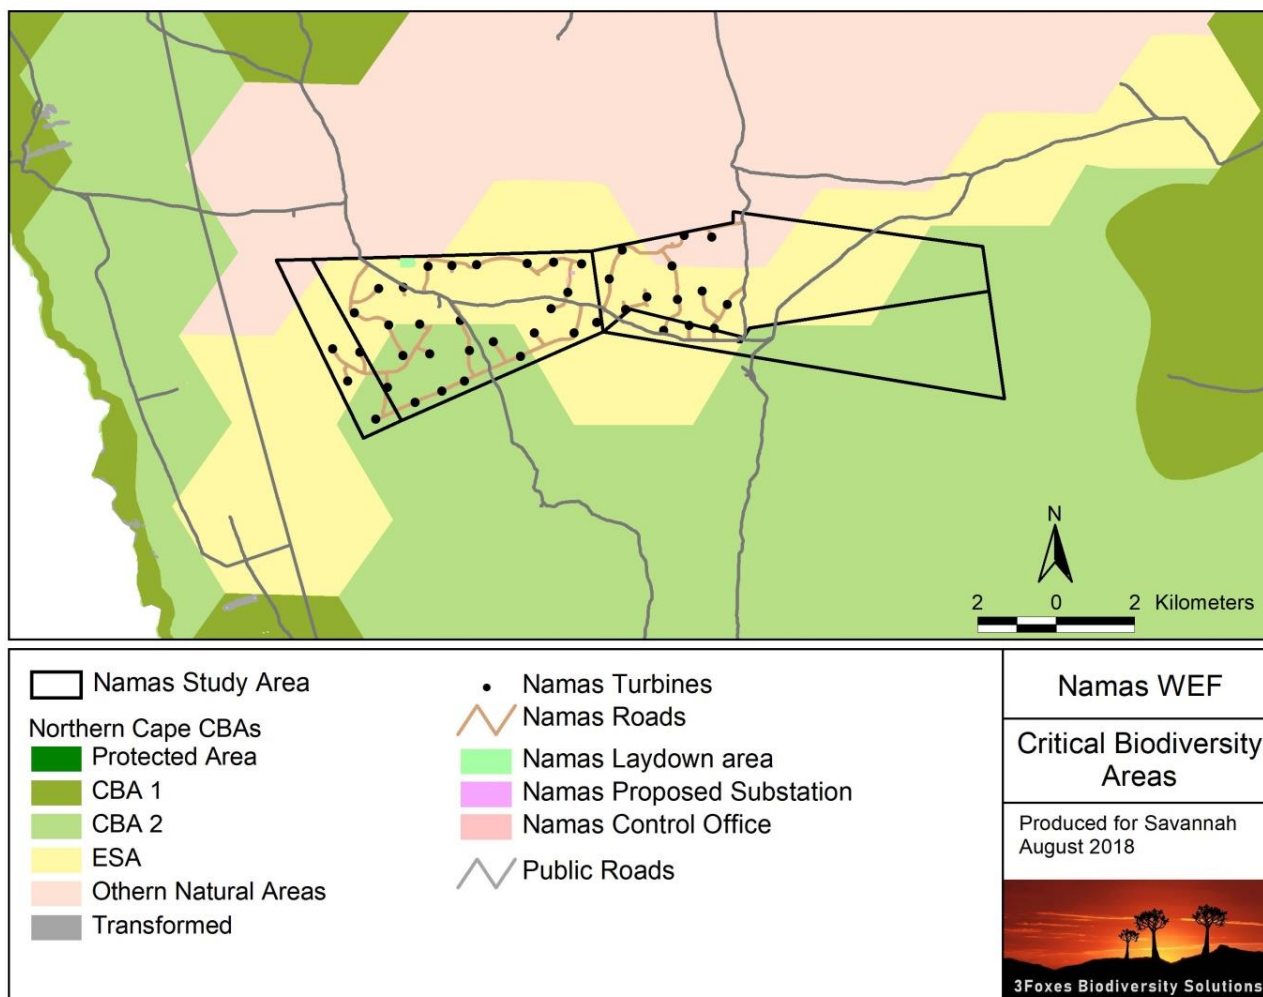 N
2 0 2 Kilometers
Namas Study Area
Northern Cape CBAs
Protected Area
CBA 1
CBA 2
ESA
Othern Natural Areas
Transformed
Namas Turbines
Namas Roads
Namas Laydown area
Namas Proposed Substation
Namas Control Office
Public Roads
Namas WEF
Critical Biodiversity
Areas
Produced for Savannah
August 2018
3Foxes Biodiversity Solutions